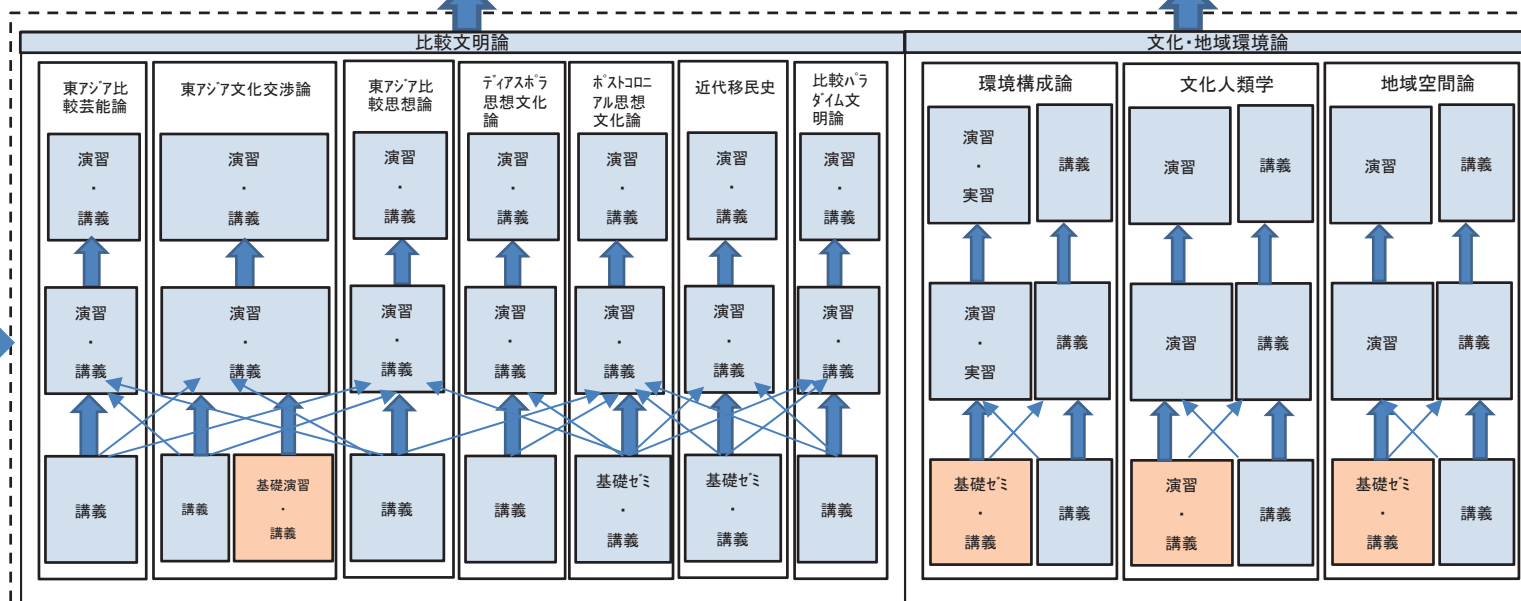 比較文明論
文化・地域環境論
東アジア比
較芸能論
東アジア文化交渉論
東アジア比
較思想論
ディアスポラ
思想文化
論
ポストコロニ
アル思想
文化論
近代移民史
比較パラ
ダイム文
明論
環境構成論
文化人類学
地域空間論
演習
・
講義
演習
・
講義
演習
・
講義
演習
・
講義
演習
・
講義
演習
・
講義
演習
・
講義
演習
・
実習
講義
演習
講義
演習
講義
演習
・
講義
演習
・
講義
演習
・
講義
演習
・
講義
演習
・
講義
演習
・
講義
演習
・
講義
演習
・
実習
講義
演習
講義
演習
講義
講義
講義
基礎演習
・
講義
講義
講義
基礎ゼミ
・
講義
基礎ゼミ
・
講義
講義
基礎ゼミ
・
講義
講義
演習
・
講義
講義
基礎ゼミ
・
講義
講義